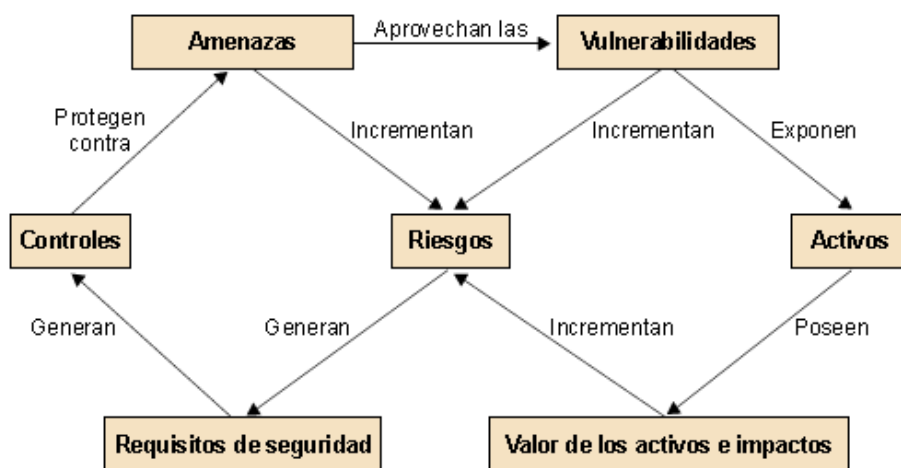 Amenazas
Aprovechan las
Vulnerabilidades
Protegen
contra
Incrementan
Incrementan
Exponen
Controles
Riesgos
Activos
Generan
Generan
Incrementan
Poseen
Requisitos de seguridad
Valor de los activos e impactos